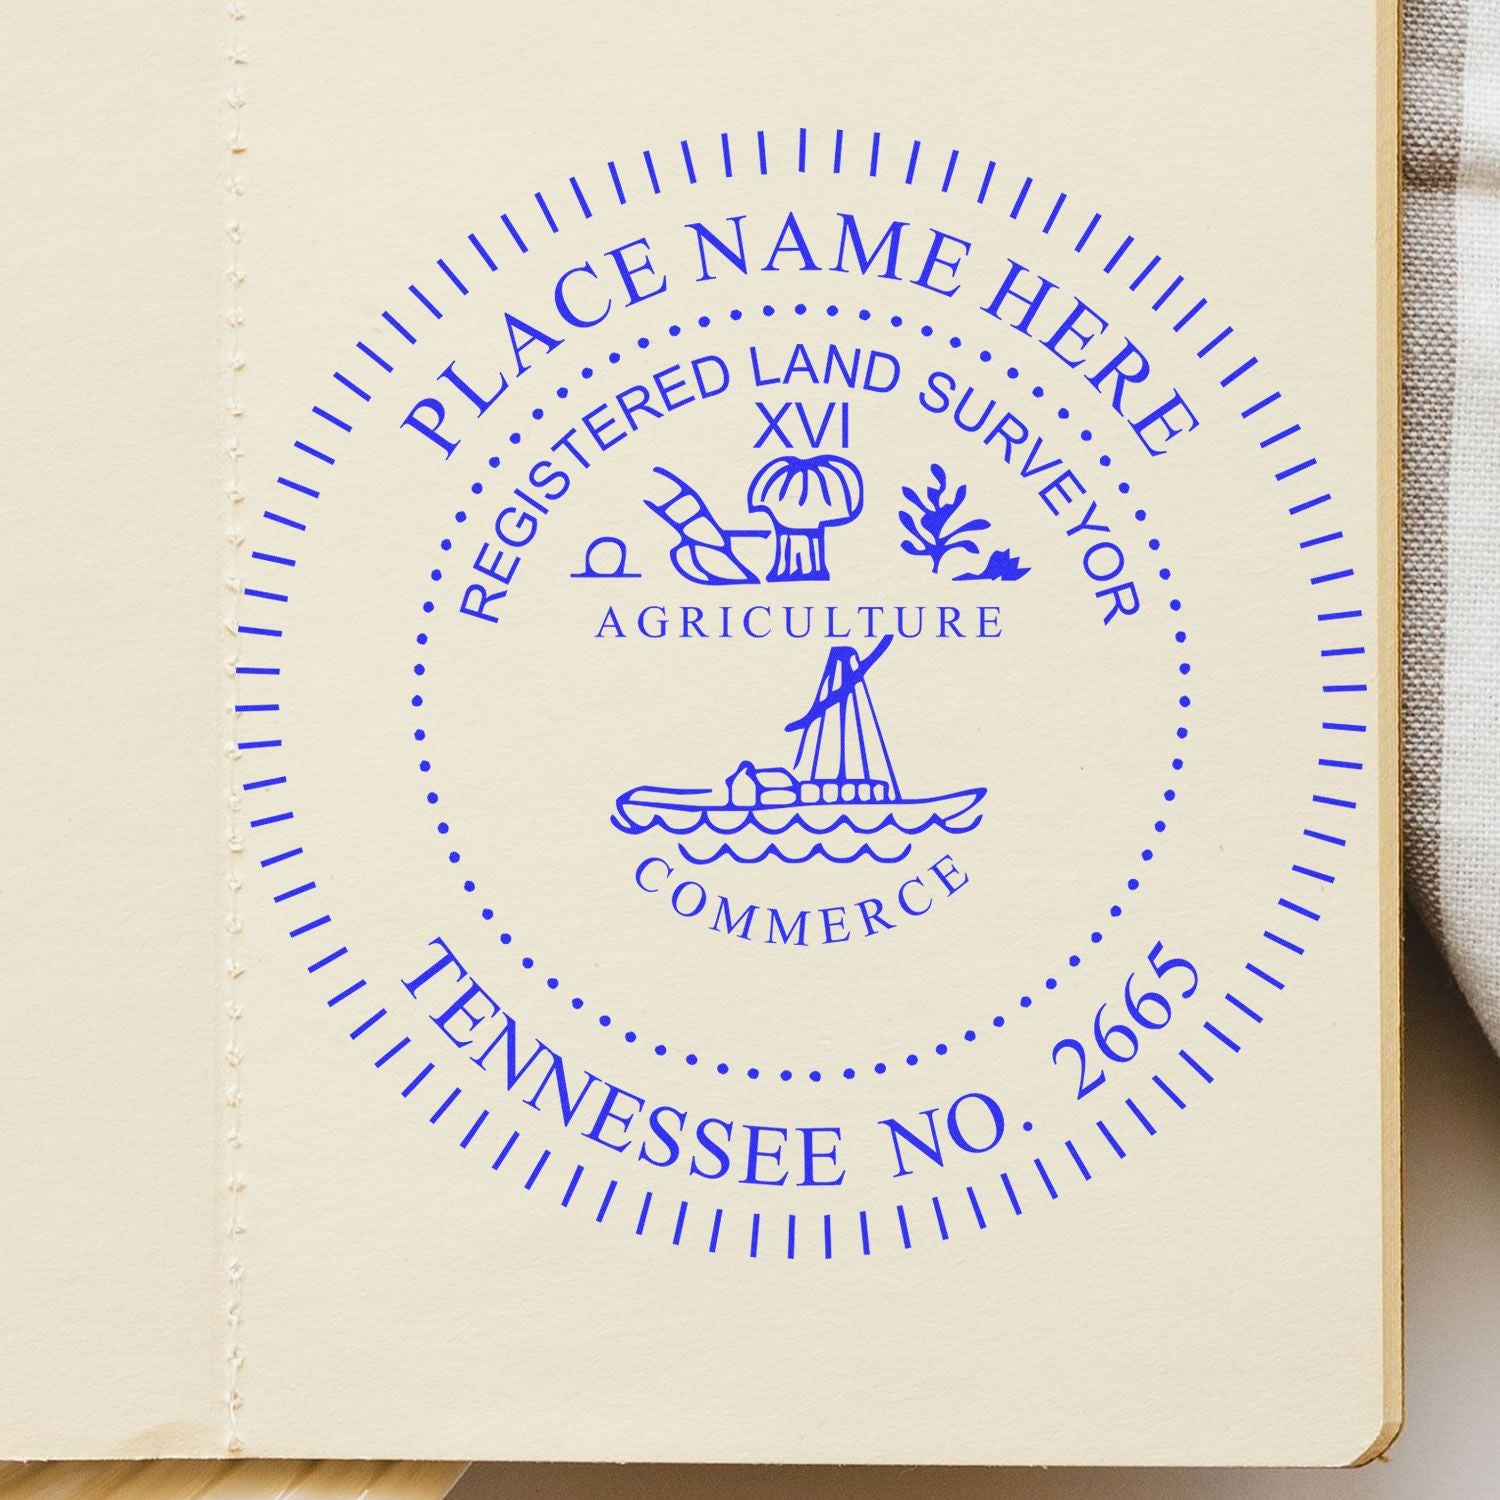 PLACE NAME HERE
REGISTERED LAND SURVEYOR
XVI
AGRICULTURE
COMMERCE
TENNESSEE NO. 2665